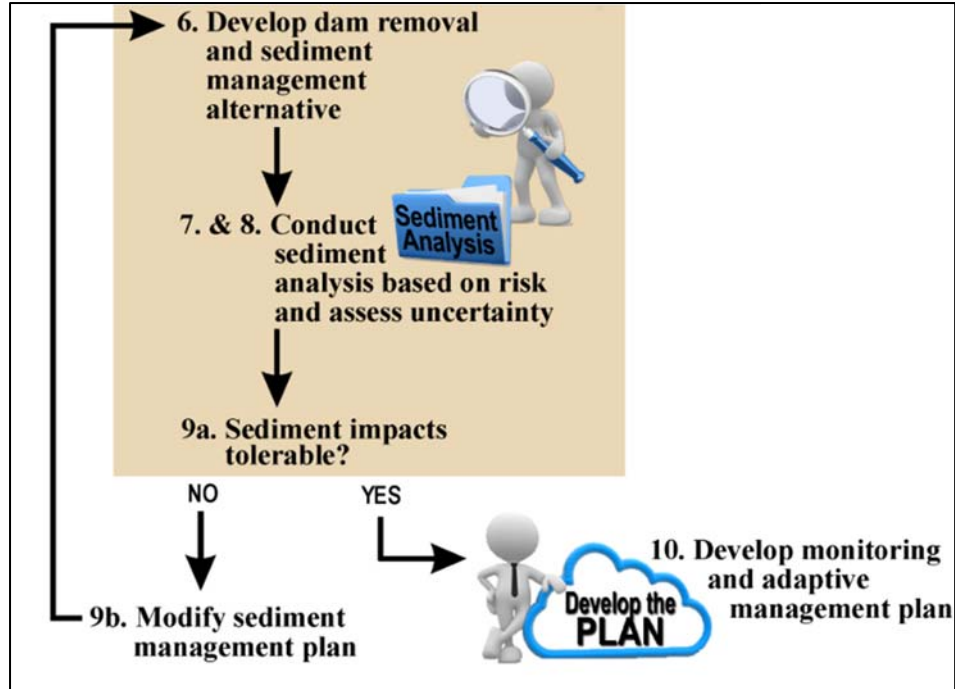 6. Develop dam removal
and sediment
management
alternative
Sediment
Analysis
7. & 8. Conduct
sediment
analysis based on risk
and assess uncertainty
9a. Sediment impacts
tolerable?
NO
YES
9b. Modify sediment
management plan
Develop the
PLAN
10. Develop monitoring
and adaptive
management plan